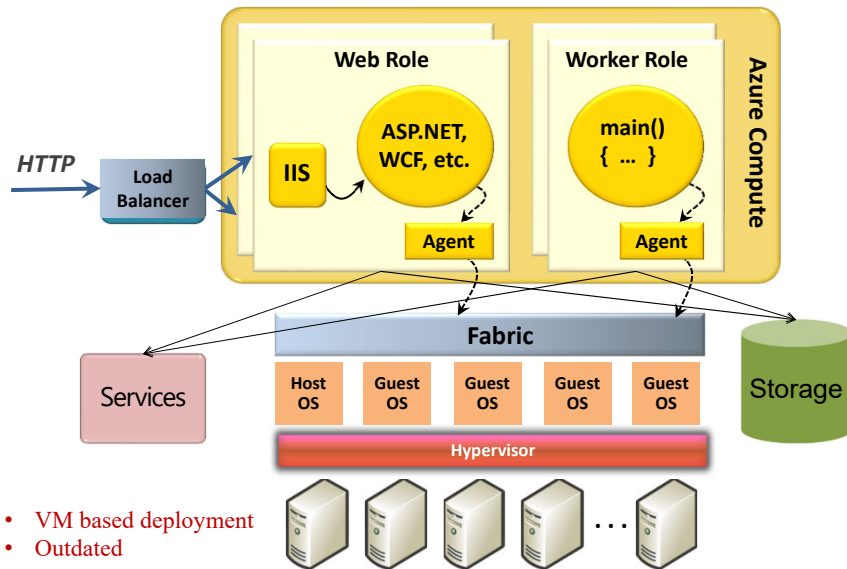 Web Role
Worker Role
Azure Compute
HTTP
Load
Balancer
IIS
ASP.NET,
WCF, etc.
main()
{ ... }
Agent
Agent
Fabric
Services
Host
OS
Guest
OS
Guest
OS
Guest
OS
Guest
OS
Storage
Hypervisor
...
• VM based deployment
• Outdated